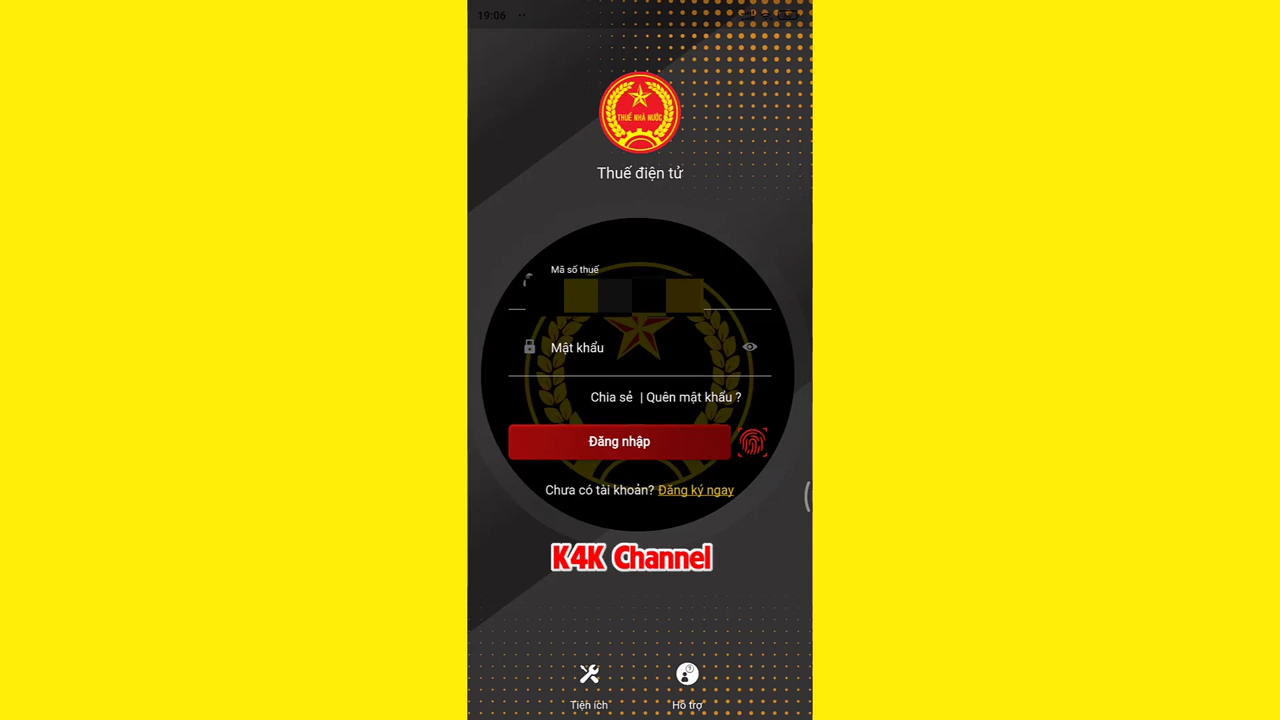 19:06
THUẾ NHÀ NƯỚC
Thuế điện tử
Mã số thuế
Mật khẩu
Chia sẻ | Quên mật khẩu ?
Đăng nhập
Chưa có tài khoản? Đăng ký ngay
K4K Channel
Tiện ích
Hỗ trợ